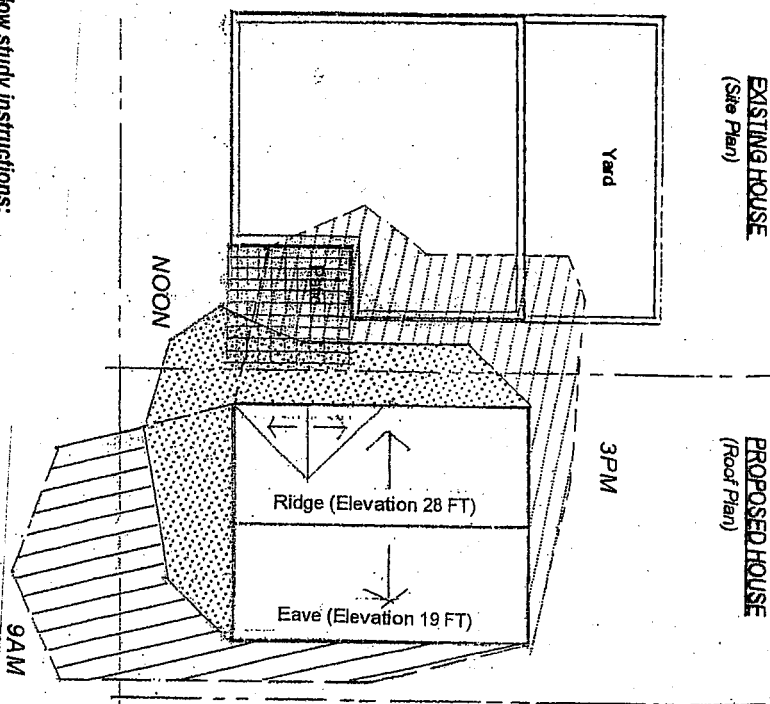 EXISTING HOUSE
(Site Plan)
PROPOSED HOUSE
(Roof Plan)
Yard
Patio
NOON
3PM
9AM
Ridge (Elevation 28 FT)
Eave (Elevation 19 FT)
study instructions: